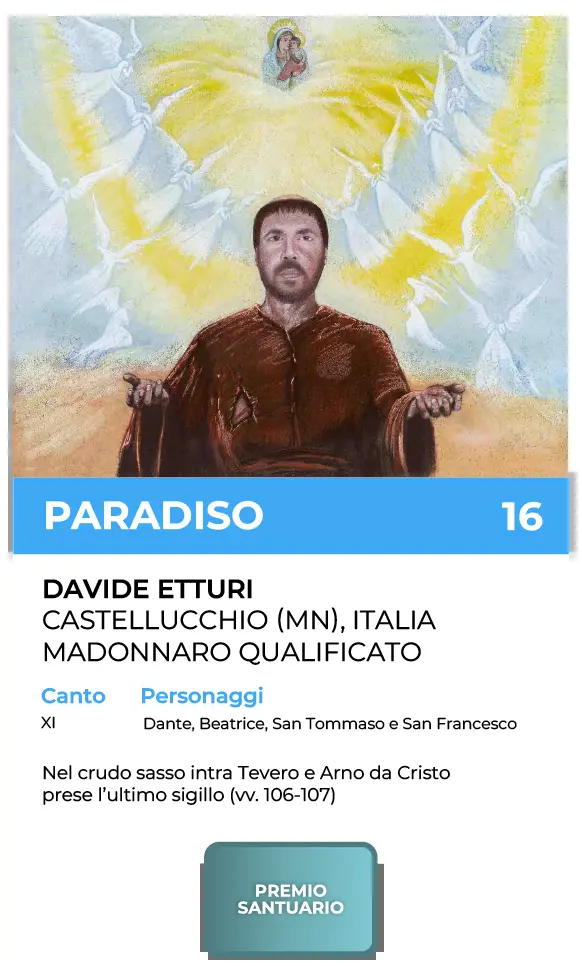 PARADISO 16
DAVIDE ETTURI
CASTELLUCCHIO (MN), ITALIA
MADONNARO QUALIFICATO
Canto Personaggi
XI Dante, Beatrice, San Tommaso e San Francesco
Nel crudo sasso intra Tevero e Arno da Cristo
prese l’ultimo sigillo (vv. 106-107)
PREMIO
SANTUARIO